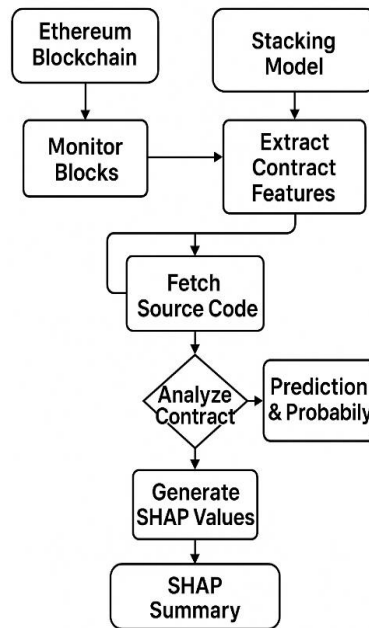 Ethereum
Blockchain
Stacking
Model
Monitor
Blocks
Extract
Contract
Features
Fetch
Source Code
Analyze
Contract
Prediction
& Probabily
Generate
SHAP Values
SHAP
Summary